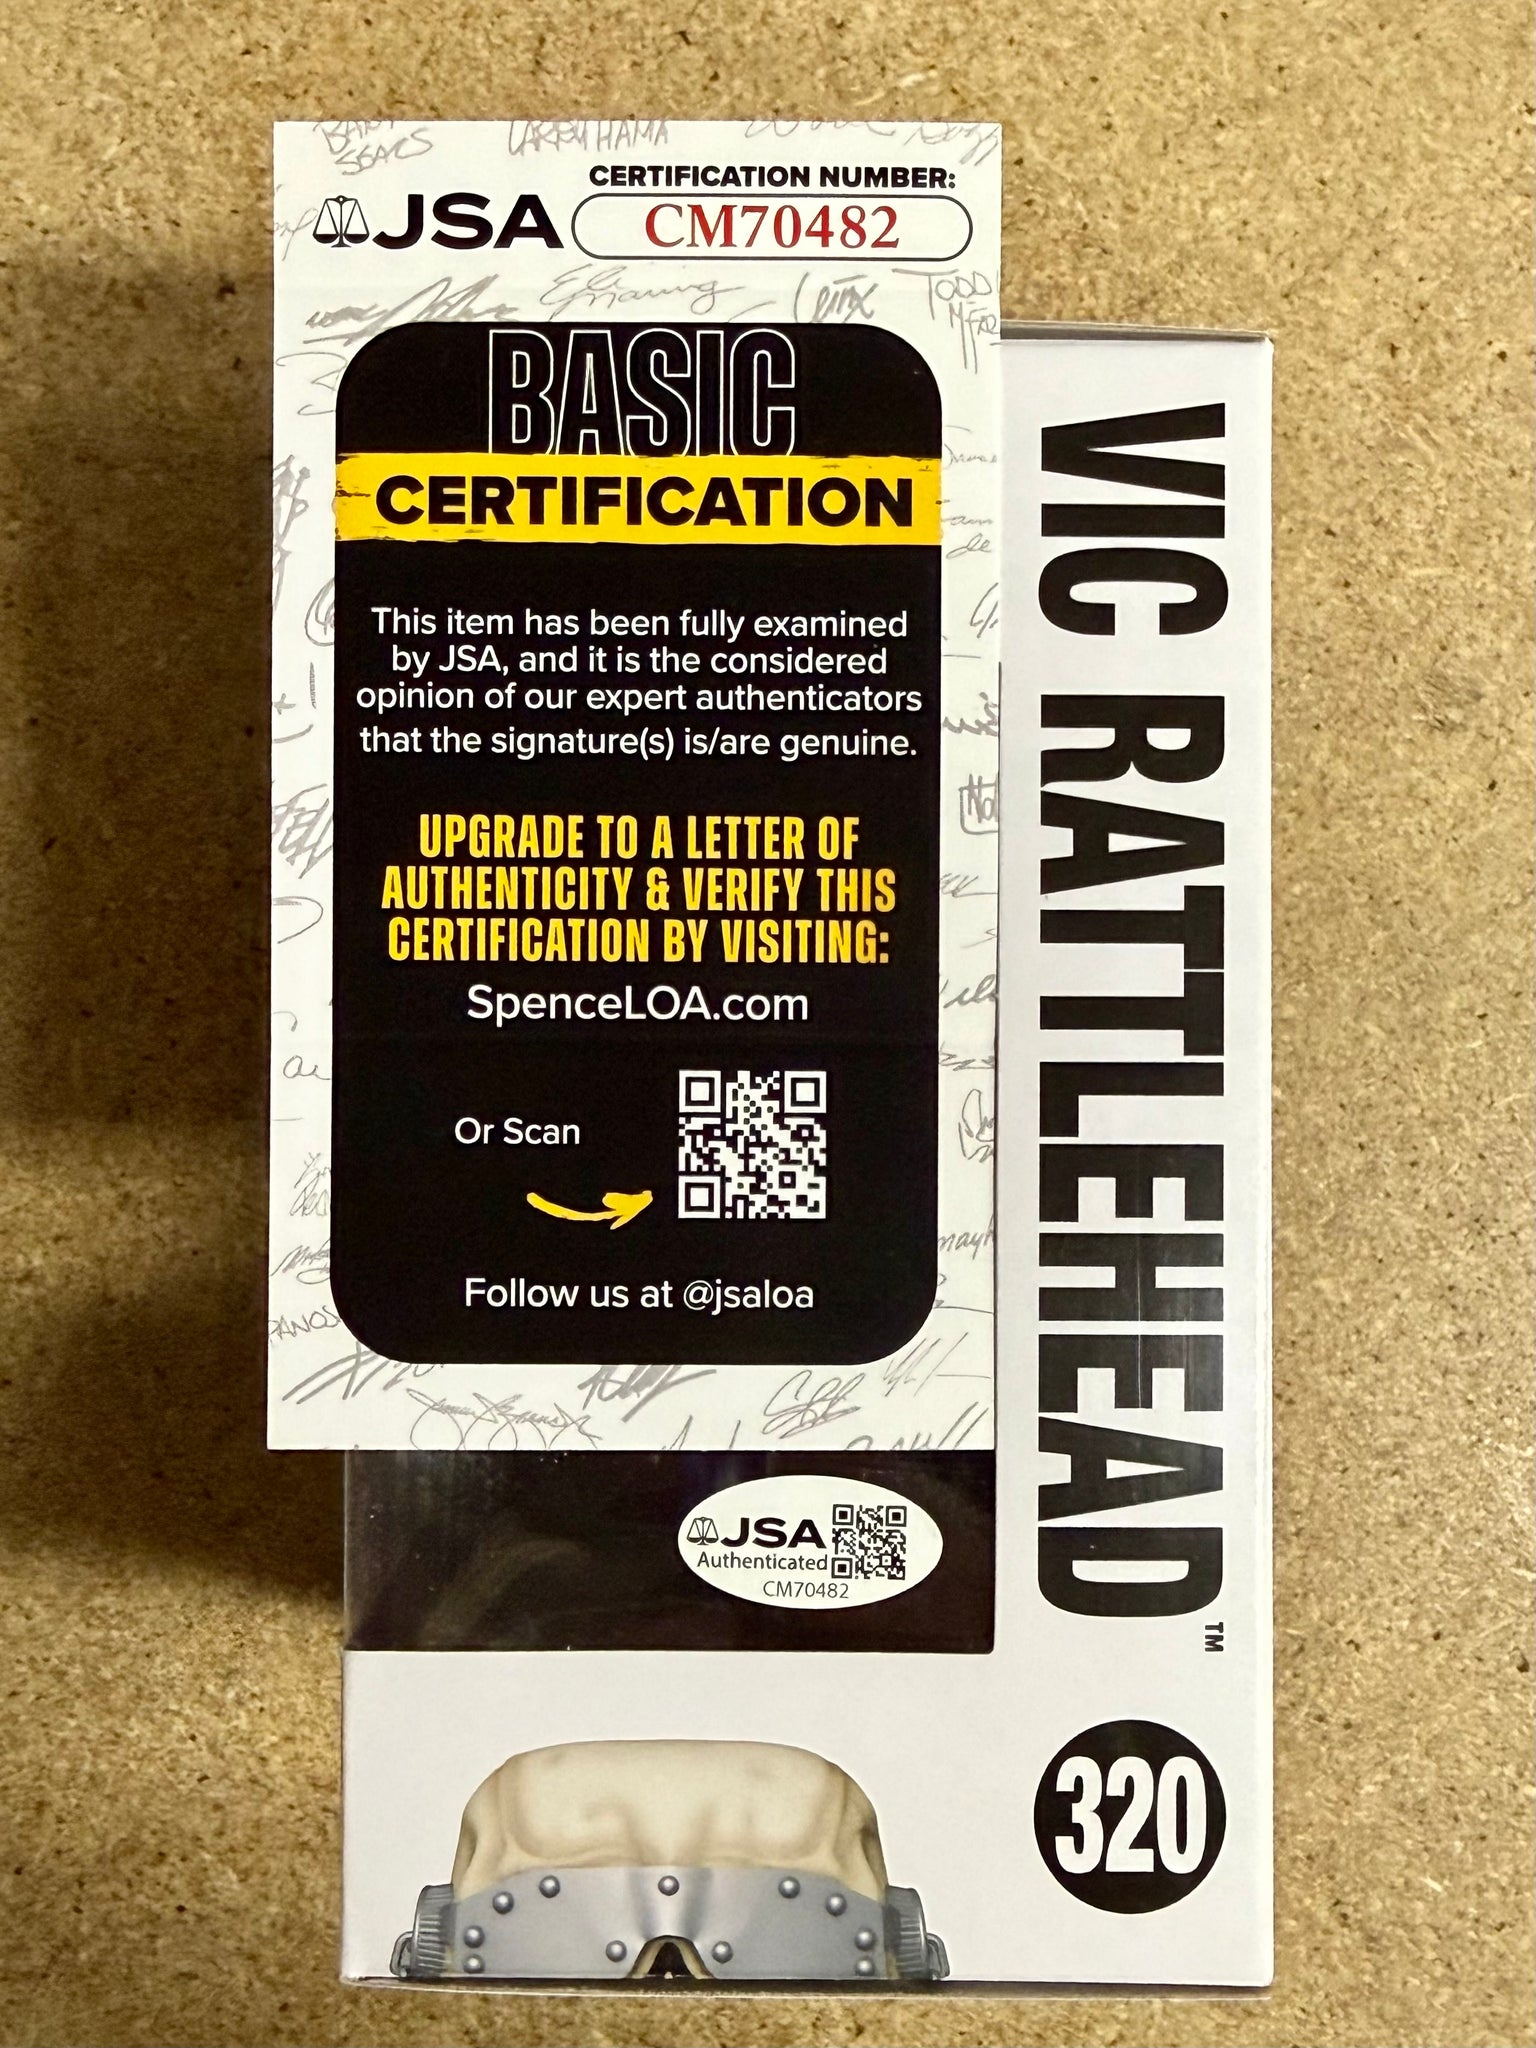 LARRY HAMA
CERTIFICATION NUMBER:
JSA CM70482
BASIC
CERTIFICATION
This item has been fully examined
by JSA, and it is the considered
opinion of our expert authenticators
that the signature(s) is/are genuine.
UPGRADE TO A LETTER OF
AUTHENTICITY & VERIFY THIS
CERTIFICATION BY VISITING:
SpenceLOA.com
Or Scan
Follow us at @jsaloa
JSA
Authenticated
CM70482
VIC RATTLEHEAD™
320